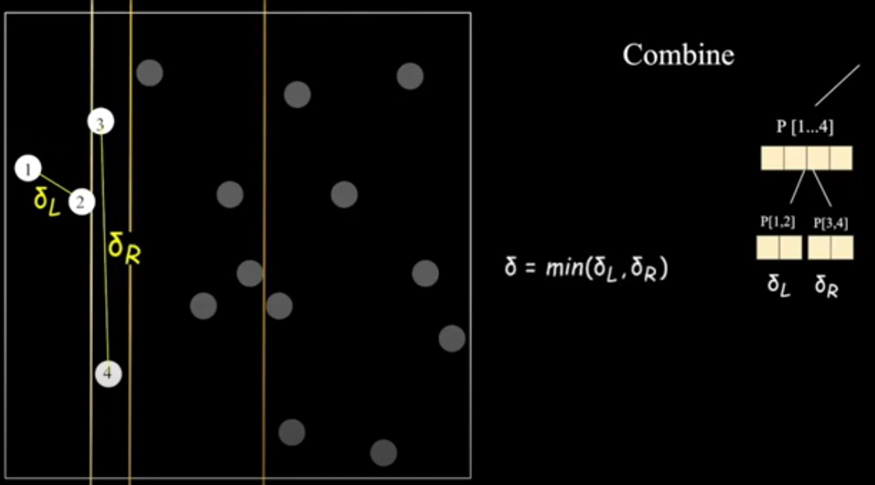 Combine
P [1...4]
3
1
2
δL
P[1,2] P[3,4]
δR
δ = min(δL, δR)
δL δR
4